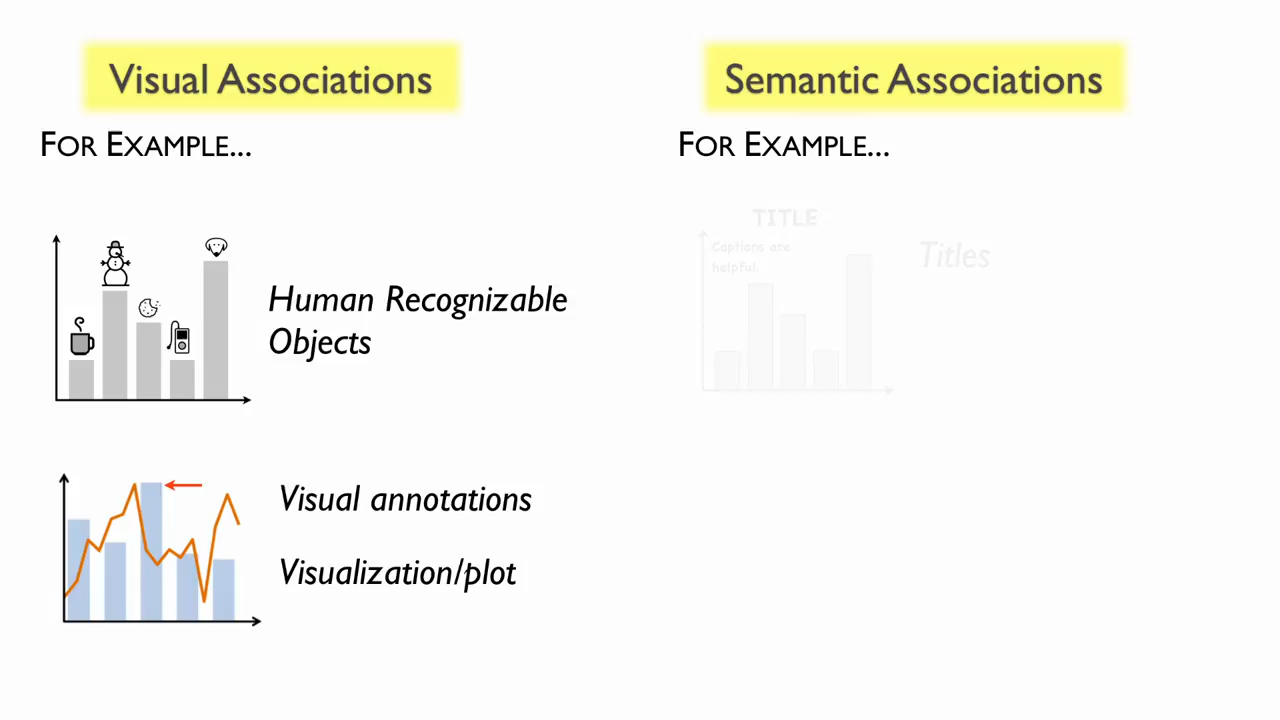 Visual Associations
FOR EXAMPLE...
Human Recognizable
Objects
Visual annotations
Visualization/plot
Semantic Associations
FOR EXAMPLE...
TITLE
Captions are
helpful.
Titles